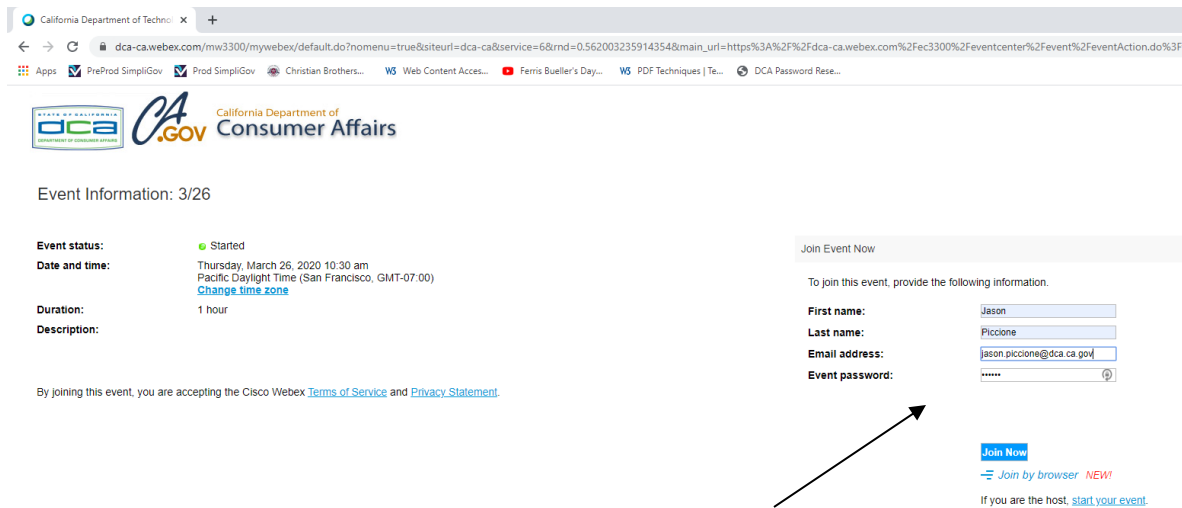 California Department of Technol
dca-ca.webex.com/mw3300/mywebex/default.do?nomenu=true&siteurl=dca-ca&service=6&rnd=0.562003235914354&main_url=https%3A%2F%2Fdca-ca.webex.com%2Fec3300%2Feventcenter%2Fevent%2FeventAction.do%3F
Apps PreProd SimpliGov Prod SimpliGov Christian Brothers... W3 Web Content Acces... Ferris Bueller's Day... W3 PDF Techniques | Te... DCA Password Rese...
STATE OF CALIFORNIA
dca
DEPARTMENT OF CONSUMER AFFAIRS
CA
.GOV
California Department of
Consumer Affairs
Event Information: 3/26
Event status: Started
Date and time: Thursday, March 26, 2020 10:30 am
Pacific Daylight Time (San Francisco, GMT-07:00)
Change time zone
Duration: 1 hour
Description:
By joining this event, you are accepting the Cisco Webex Terms of Service and Privacy Statement.
Join Event Now
To join this event, provide the following information.
First name: Jason
Last name: Piccione
Email address: jason.piccione@dca.ca.gov
Event password: ••••••
Join Now
Join by browser NEW!
If you are the host, start your event.